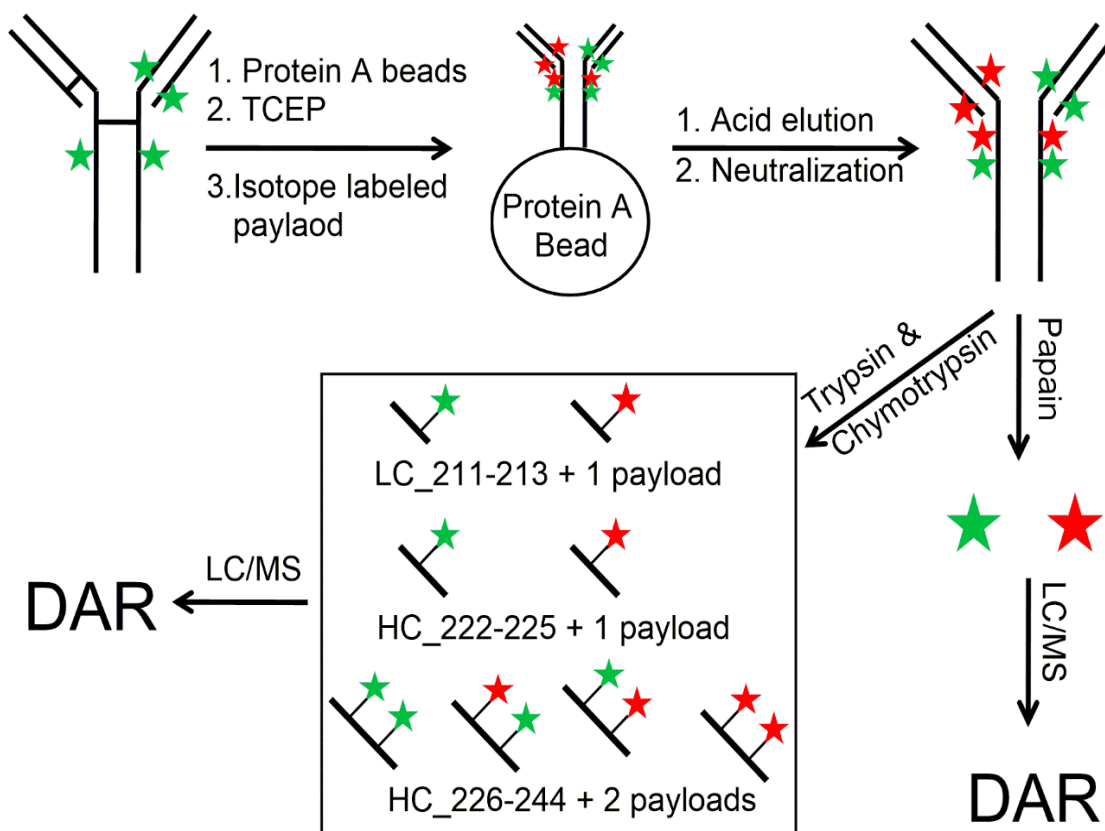 1. Protein A beads
2. TCEP
3.Isotope labeled
paylaod
Protein A
Bead
1. Acid elution
2. Neutralization
Trypsin &
Chymotrypsin
Papain
LC_211-213 + 1 payload
HC_222-225 + 1 payload
HC_226-244 + 2 payloads
LC/MS
DAR
LC/MS
DAR